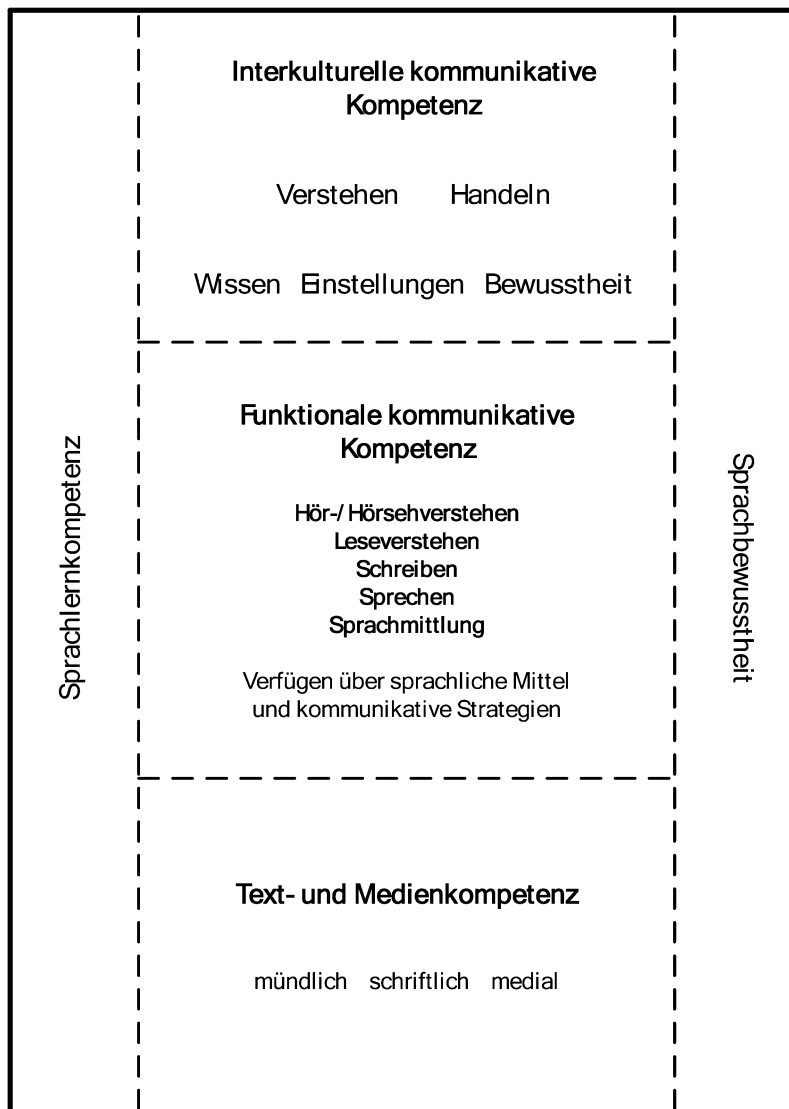 Interkulturelle kommunikative
Kompetenz
Verstehen Handeln
Wissen Einstellungen Bewusstheit
Sprachlernkompetenz
Funktionale kommunikative
Kompetenz
Hör-/ Hörsehverstehen
Leseverstehen
Schreiben
Sprechen
Sprachmittlung
Verfügen über sprachliche Mittel
und kommunikative Strategien
Sprachbewusstheit
Text- und Medienkompetenz
mündlich schriftlich medial